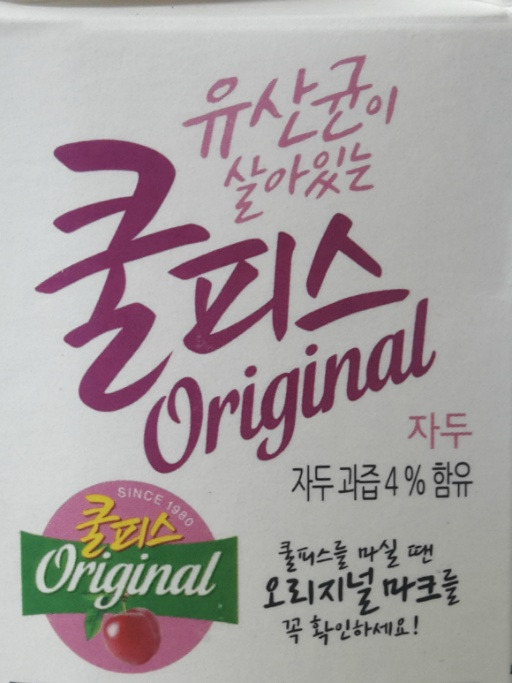 유산균이
살아있는
쿨피스
Original
자두
자두 과즙 4% 함유
SINCE 1980
쿨피스
Original
쿨피스를 마실 땐
오리지널 마크를
꼭 확인하세요!